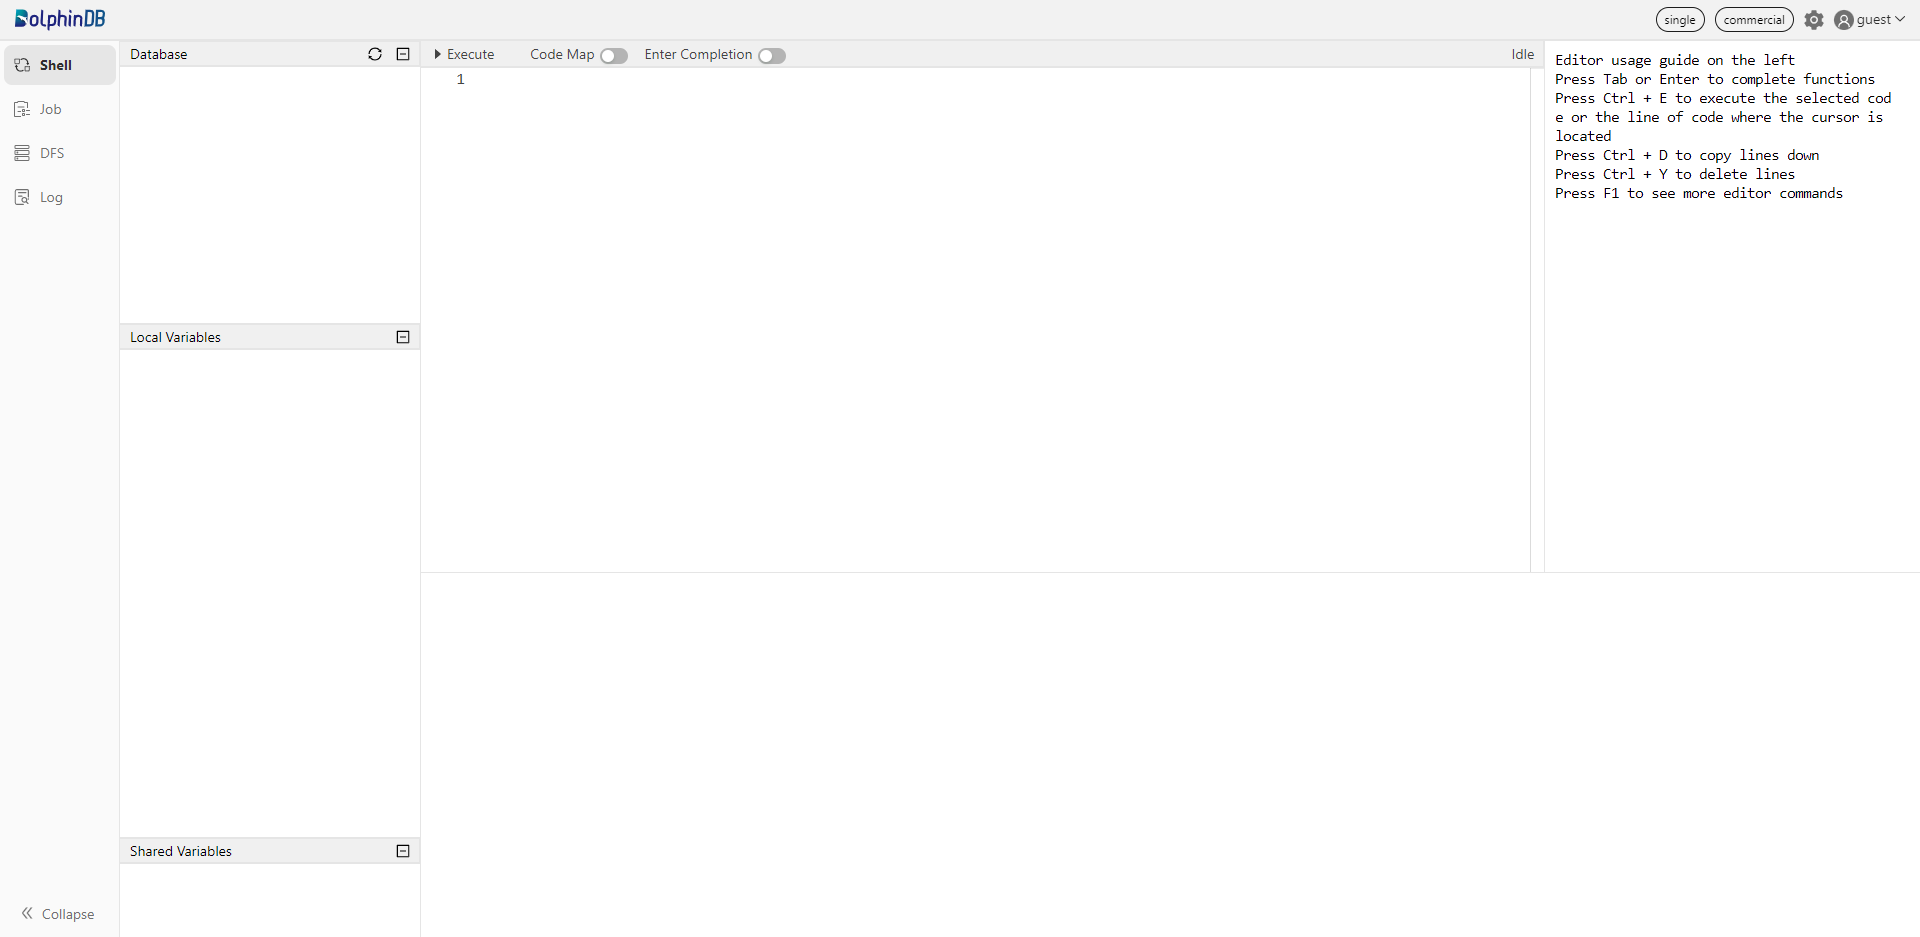 DolphinDB
single
commercial
guest
Shell
Job
DFS
Log
Collapse
Database
Local Variables
Shared Variables
Execute
Code Map
Enter Completion
Idle
1
Editor usage guide on the left
Press Tab or Enter to complete functions
Press Ctrl + E to execute the selected cod
e or the line of code where the cursor is
located
Press Ctrl + D to copy lines down
Press Ctrl + Y to delete lines
Press F1 to see more editor commands